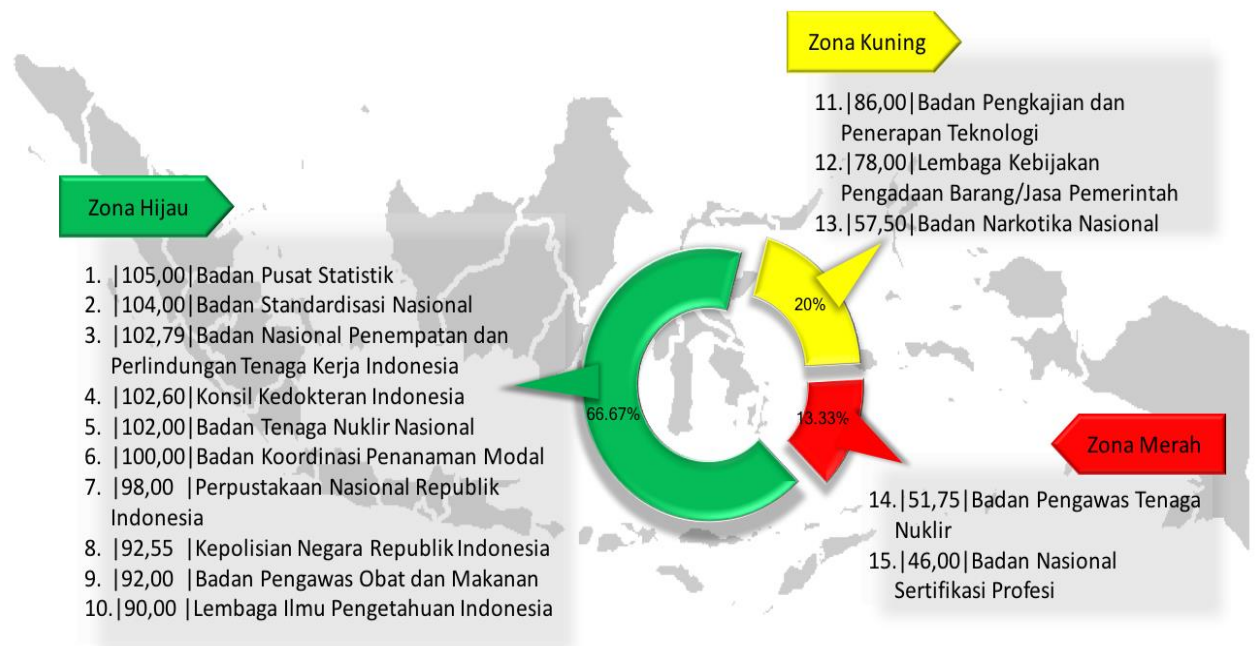 Zona Hijau
1. |105,00|Badan Pusat Statistik
2. |104,00|Badan Standardisasi Nasional
3. |102,79|Badan Nasional Penempatan dan
Perlindungan Tenaga Kerja Indonesia
4. |102,60|Konsil Kedokteran Indonesia
5. |102,00|Badan Tenaga Nuklir Nasional
6. |100,00|Badan Koordinasi Penanaman Modal
7. |98,00 |Perpustakaan Nasional Republik
Indonesia
8. |92,55 |Kepolisian Negara Republik Indonesia
9. |92,00 |Badan Pengawas Obat dan Makanan
10.|90,00 |Lembaga Ilmu Pengetahuan Indonesia
66.67%
Zona Kuning
11.|86,00|Badan Pengkajian dan
Penerapan Teknologi
12.|78,00|Lembaga Kebijakan
Pengadaan Barang/Jasa Pemerintah
13.|57,50|Badan Narkotika Nasional
20%
13.33%
Zona Merah
14.|51,75|Badan Pengawas Tenaga
Nuklir
15.|46,00|Badan Nasional
Sertifikasi Profesi